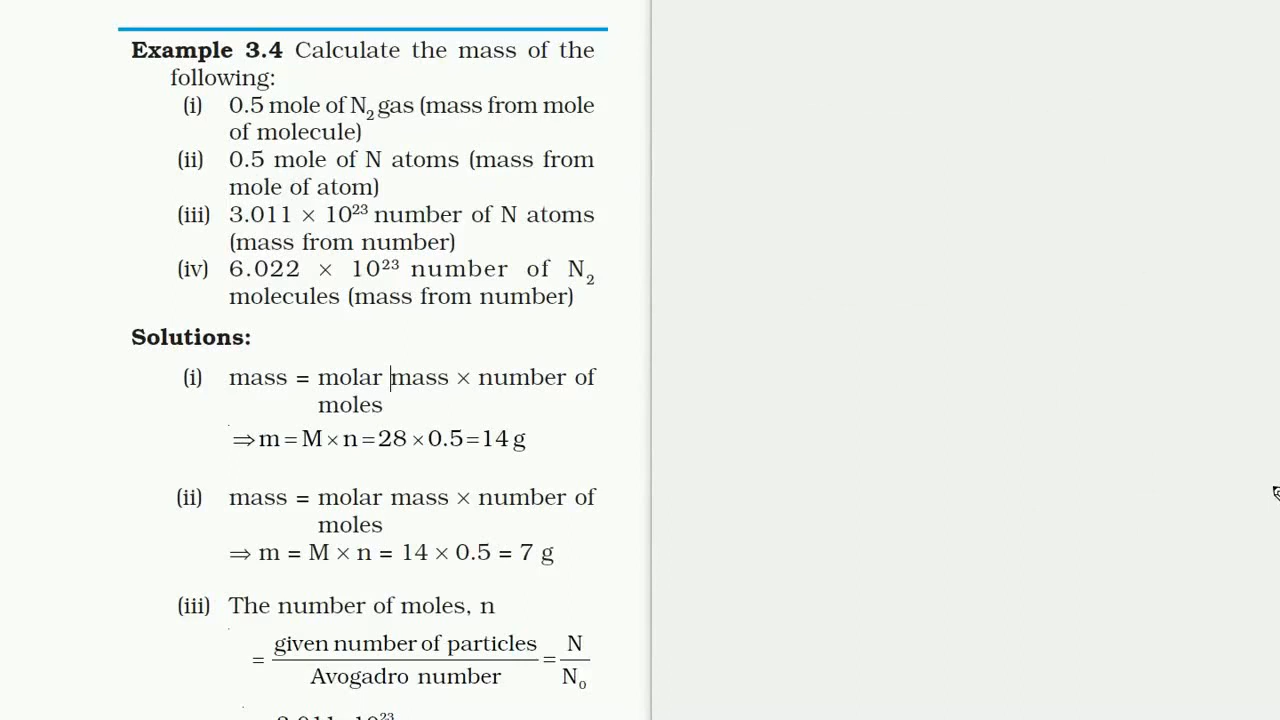 Example 3.4 Calculate the mass of the
following:
(i) 0.5 mole of N₂ gas (mass from mole
of molecule)
(ii) 0.5 mole of N atoms (mass from
mole of atom)
(iii) 3.011 × 10²³ number of N atoms
(mass from number)
(iv) 6.022 × 10²³ number of N₂
molecules (mass from number)
Solutions:
(i) mass = molar mass × number of
moles
⇒ m = M × n = 28 × 0.5 = 14 g
(ii) mass = molar mass × number of
moles
⇒ m = M × n = 14 × 0.5 = 7 g
(iii) The number of moles, n
= given number of particles / Avogadro number = N / N₀